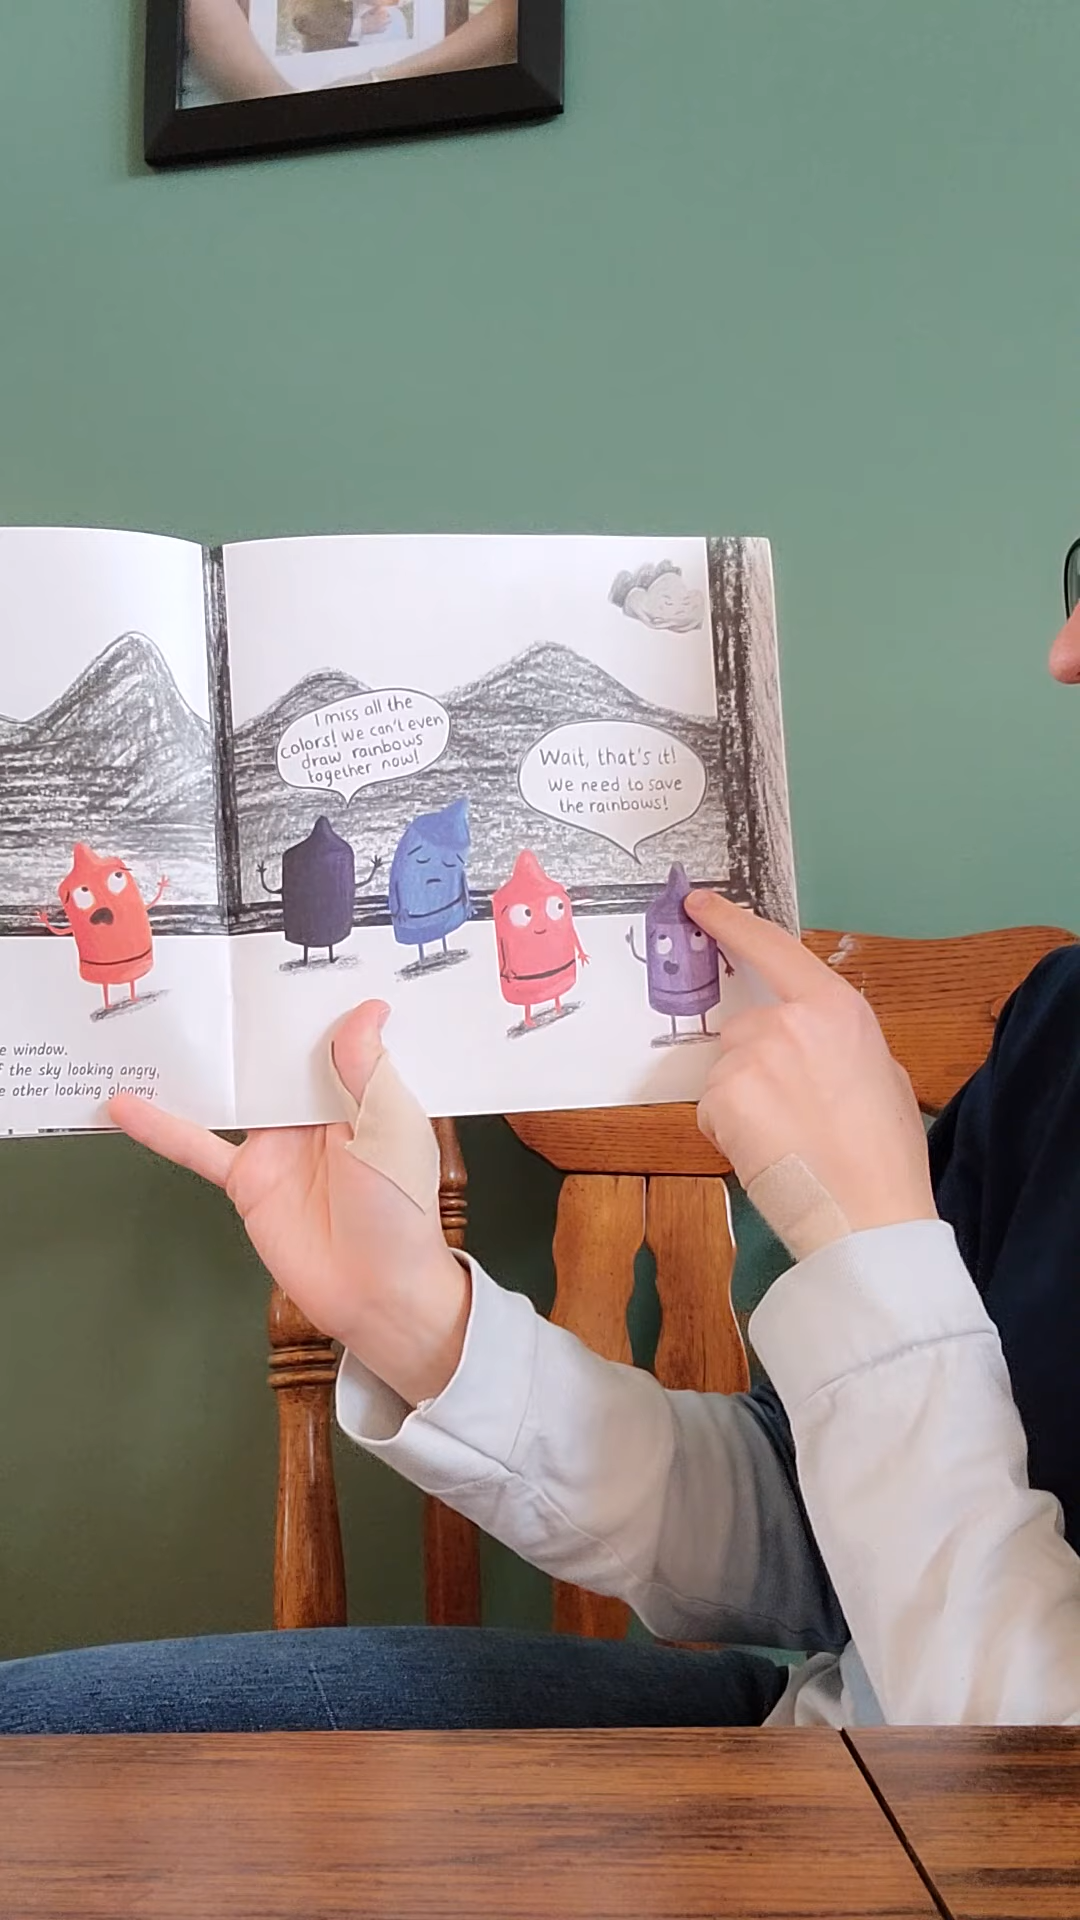 I miss all the
colors! We can't even
draw rainbows
together now!
Wait, that's it!
We need to save
the rainbows!
window.
the sky looking angry,
other looking gloomy.